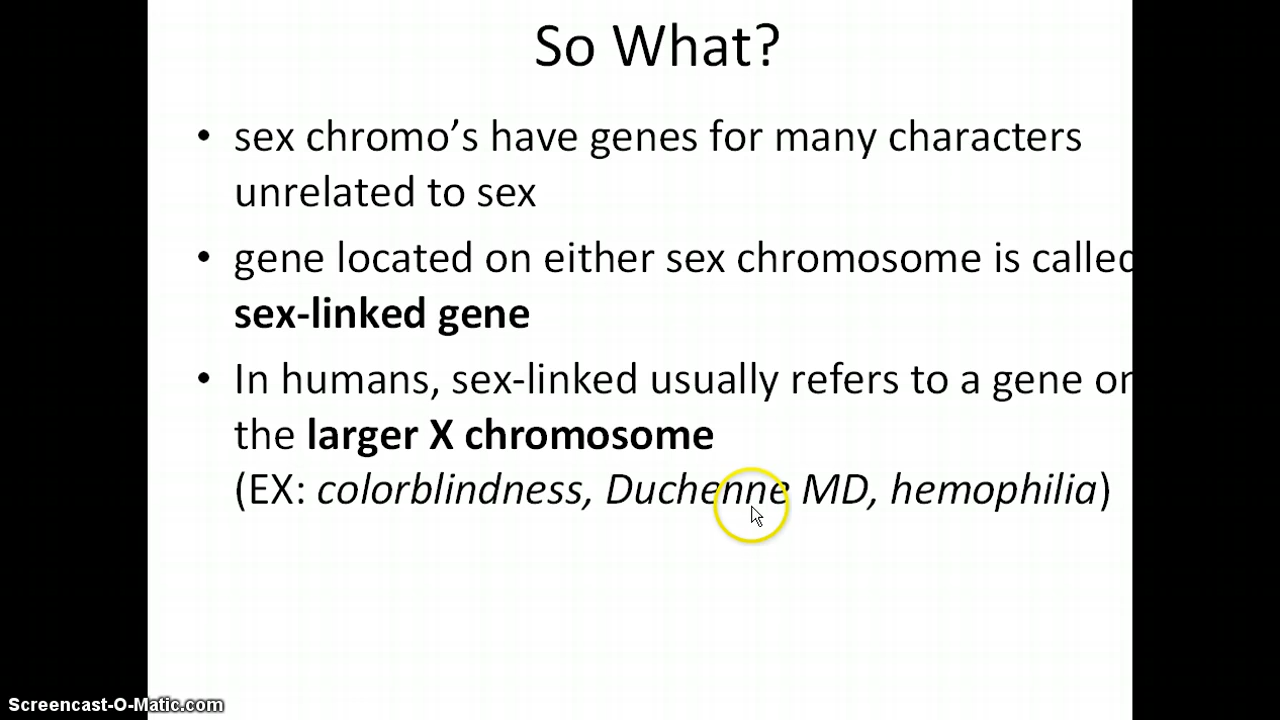 So What?
• sex chromo's have genes for many characters
unrelated to sex
• gene located on either sex chromosome is called
sex-linked gene
• In humans, sex-linked usually refers to a gene on
the larger X chromosome
(EX: colorblindness, Duchenne MD, hemophilia)
Screencast-O-Matic.com